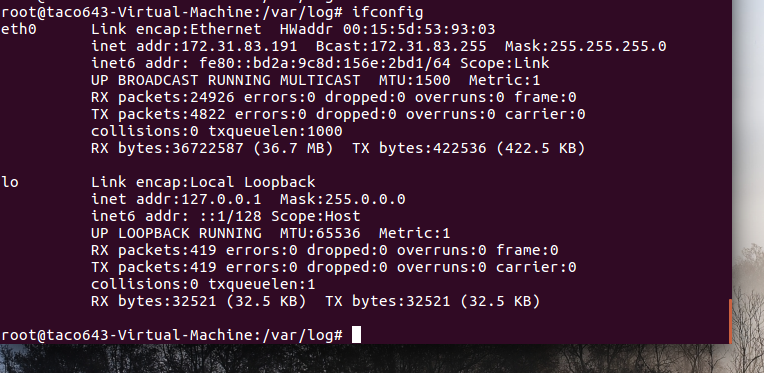 root@taco643-Virtual-Machine:/var/log# ifconfig
eth0      Link encap:Ethernet  HWaddr 00:15:5d:53:93:03
          inet addr:172.31.83.191  Bcast:172.31.83.255  Mask:255.255.255.0
          inet6 addr: fe80::bd2a:9c8d:156e:2bd1/64 Scope:Link
          UP BROADCAST RUNNING MULTICAST  MTU:1500  Metric:1
          RX packets:24926 errors:0 dropped:0 overruns:0 frame:0
          TX packets:4822 errors:0 dropped:0 overruns:0 carrier:0
          collisions:0 txqueuelen:1000
          RX bytes:36722587 (36.7 MB)  TX bytes:422536 (422.5 KB)
lo        Link encap:Local Loopback
          inet addr:127.0.0.1  Mask:255.0.0.0
          inet6 addr: ::1/128 Scope:Host
          UP LOOPBACK RUNNING  MTU:65536  Metric:1
          RX packets:419 errors:0 dropped:0 overruns:0 frame:0
          TX packets:419 errors:0 dropped:0 overruns:0 carrier:0
          collisions:0 txqueuelen:1
          RX bytes:32521 (32.5 KB)  TX bytes:32521 (32.5 KB)
root@taco643-Virtual-Machine:/var/log#